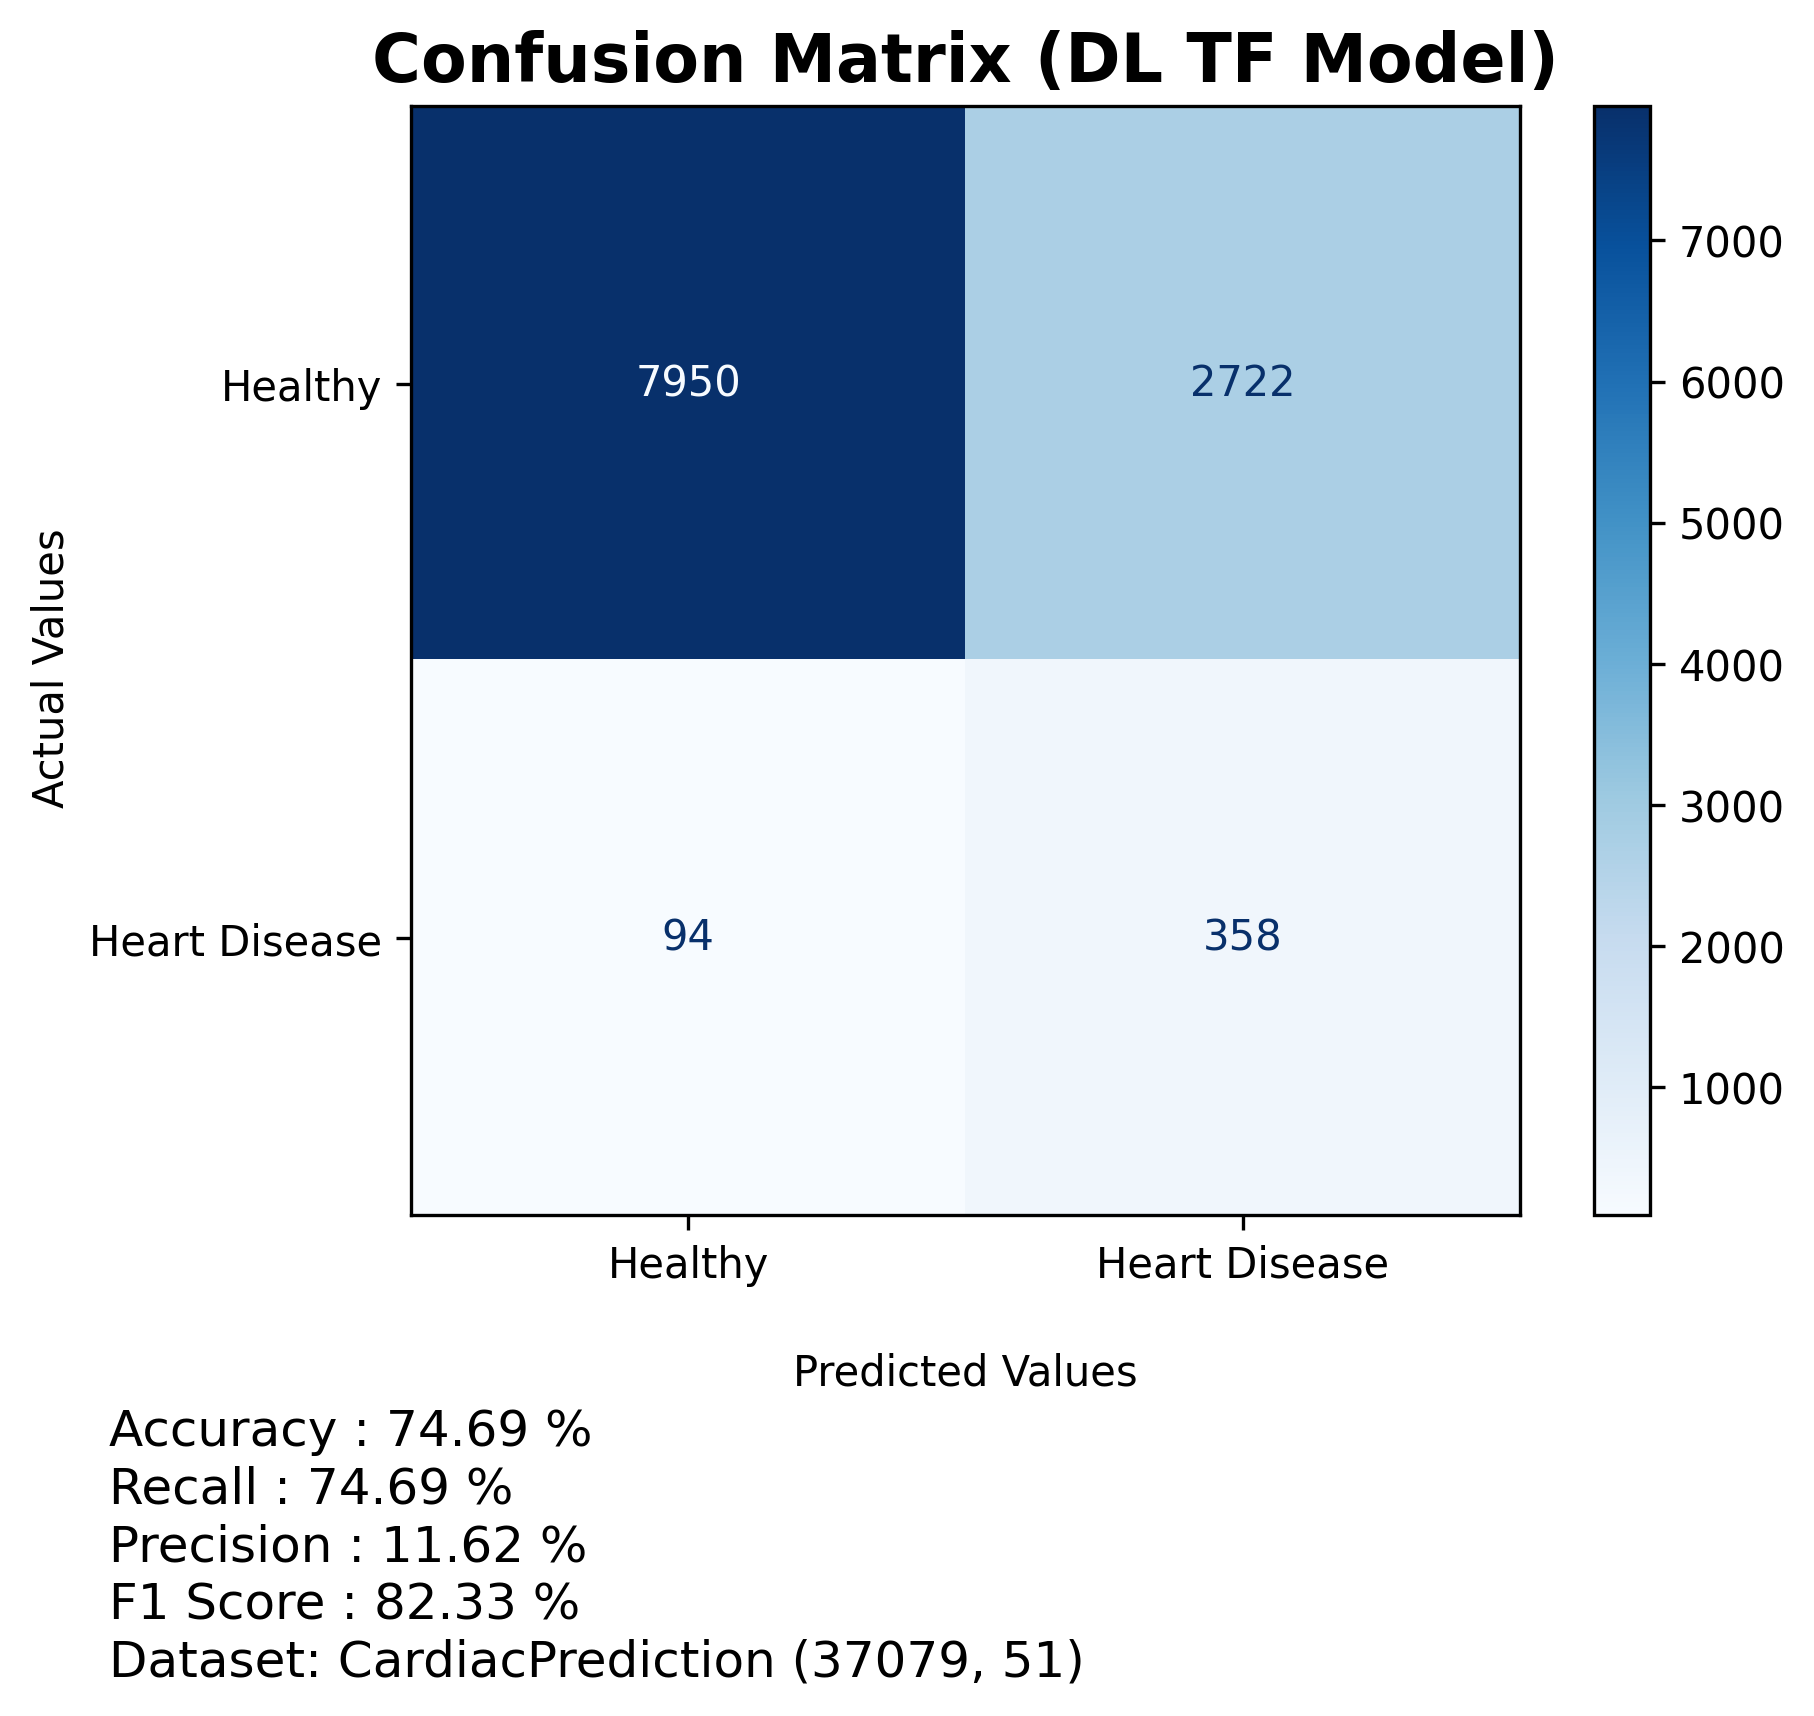 Confusion Matrix (DL TF Model)
Actual Values
Healthy
7950
2722
Heart Disease
94
358
Healthy
Heart Disease
Predicted Values
7000
6000
5000
4000
3000
2000
1000
Accuracy : 74.69 %
Recall : 74.69 %
Precision : 11.62 %
F1 Score : 82.33 %
Dataset: CardiacPrediction (37079, 51)